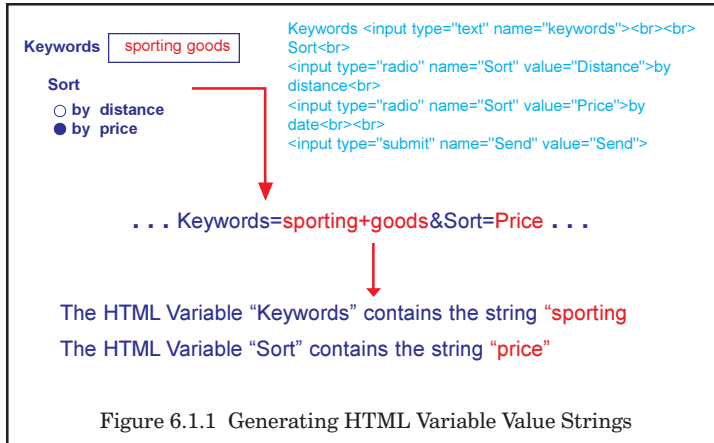 Keywords sporting goods
Sort
by distance
by price
Keywords <input type="text" name="keywords"><br><br>
Sort<br>
<input type="radio" name="Sort" value="Distance">by
distance<br>
<input type="radio" name="Sort" value="Price">by
date<br><br>
<input type="submit" name="Send" value="Send">
. . . Keywords=sporting+goods&Sort=Price . . .
The HTML Variable “Keywords” contains the string “sporting
The HTML Variable “Sort” contains the string “price”
Figure 6.1.1 Generating HTML Variable Value Strings